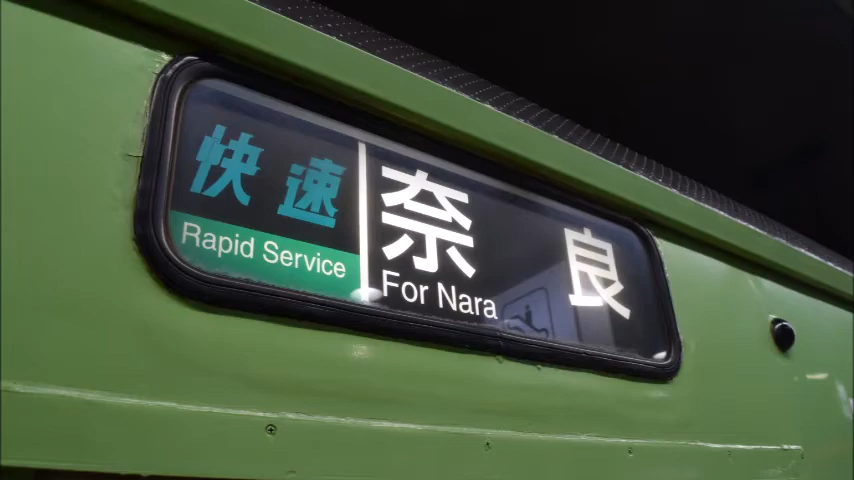 快速
Rapid Service
奈良
For Nara